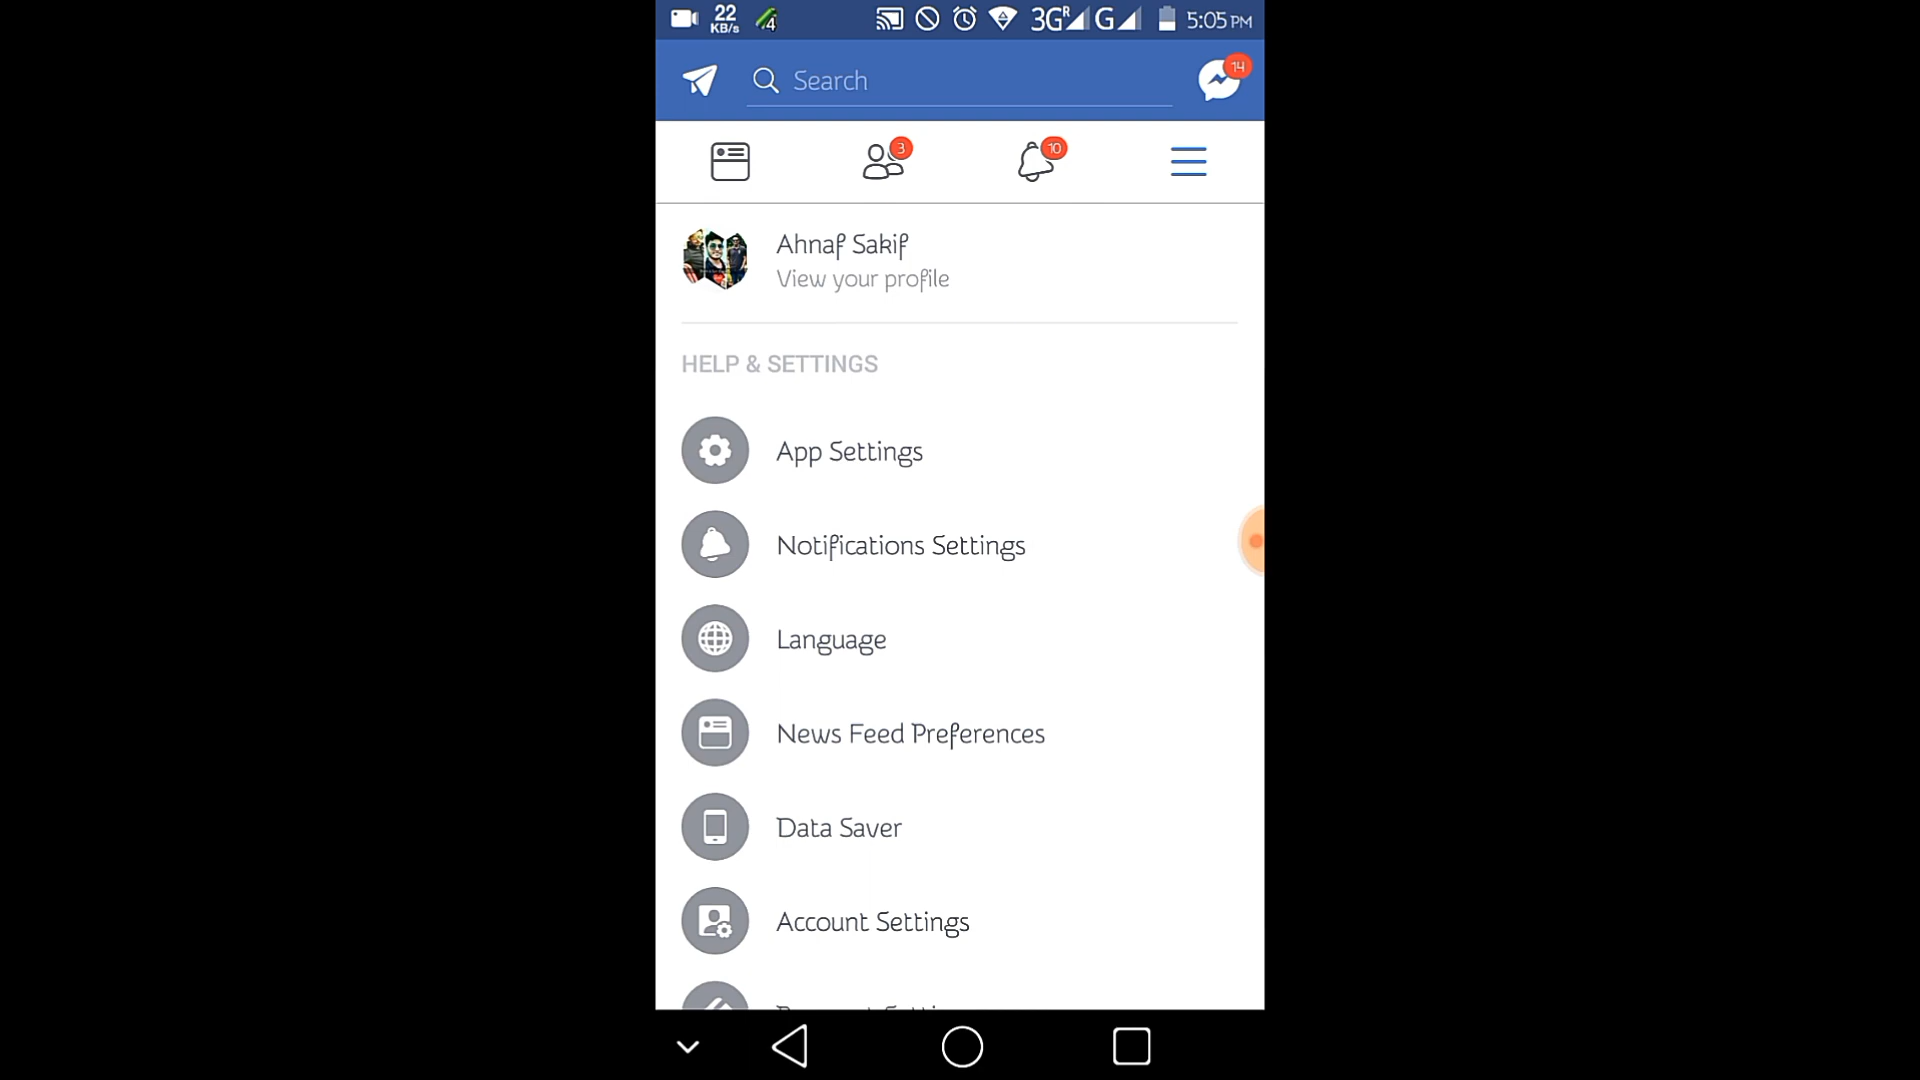 22
KB/s
4
3G R
G
5:05 PM
Search
14
3
10
Ahnaf Sakif
View your profile
HELP & SETTINGS
App Settings
Notifications Settings
Language
News Feed Preferences
Data Saver
Account Settings